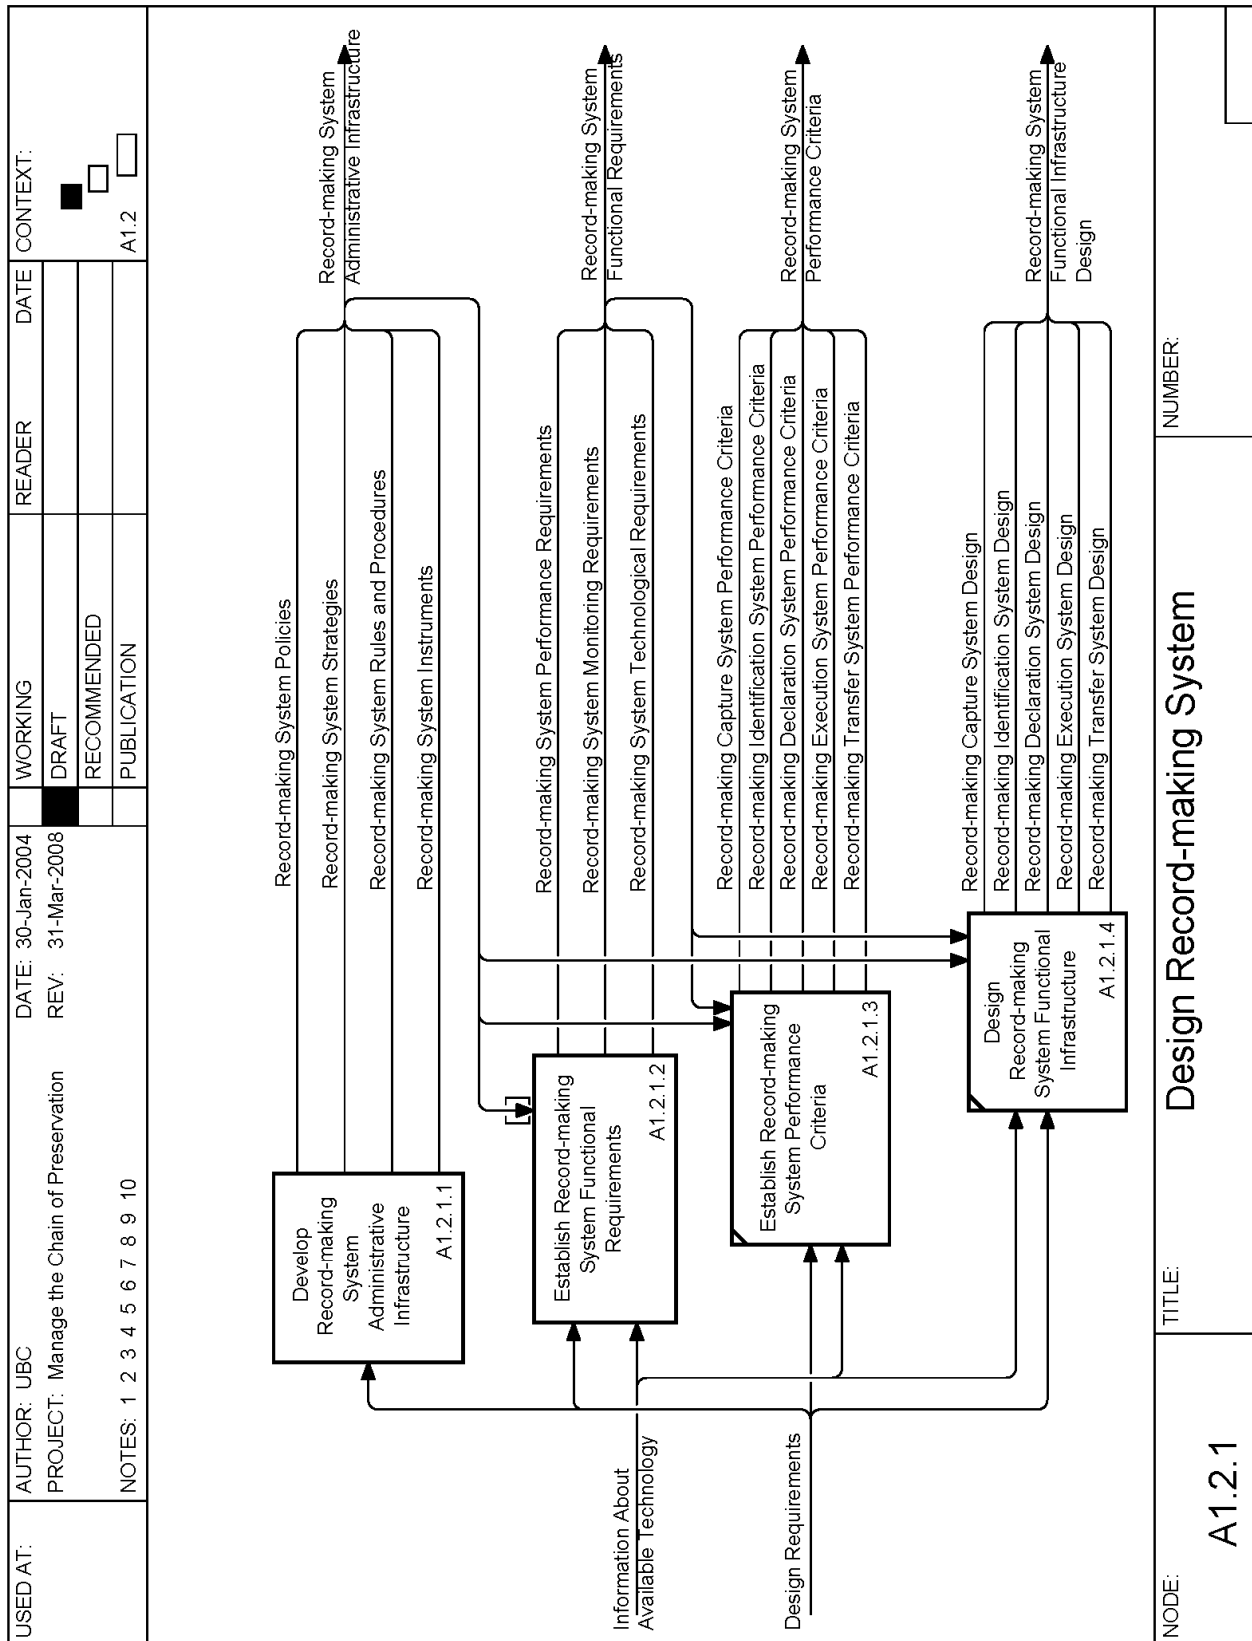 USED AT:
AUTHOR: UBC
PROJECT: Manage the Chain of Preservation
NOTES: 1 2 3 4 5 6 7 8 9 10
DATE: 30-Jan-2004
REV: 31-Mar-2008
WORKING
DRAFT
RECOMMENDED
PUBLICATION
READER
DATE
CONTEXT:
A1.2
Develop
Record-making
System
Administrative
Infrastructure
A1.2.1.1
Record-making System Policies
Record-making System Strategies
Record-making System Rules and Procedures
Record-making System Instruments
Record-making System
Administrative Infrastructure
Information About
Available Technology
Establish Record-making
System Functional
Requirements
A1.2.1.2
Record-making System Performance Requirements
Record-making System Monitoring Requirements
Record-making System Technological Requirements
Record-making System
Functional Requirements
Design Requirements
Establish Record-making
System Performance
Criteria
A1.2.1.3
Record-making Capture System Performance Criteria
Record-making Identification System Performance Criteria
Record-making Declaration System Performance Criteria
Record-making Execution System Performance Criteria
Record-making Transfer System Performance Criteria
Record-making System
Performance Criteria
Design
Record-making
System Functional
Infrastructure
A1.2.1.4
Record-making Capture System Design
Record-making Identification System Design
Record-making Declaration System Design
Record-making Execution System Design
Record-making Transfer System Design
Record-making System
Functional Infrastructure
Design
NODE:
A1.2.1
TITLE:
Design Record-making System
NUMBER: